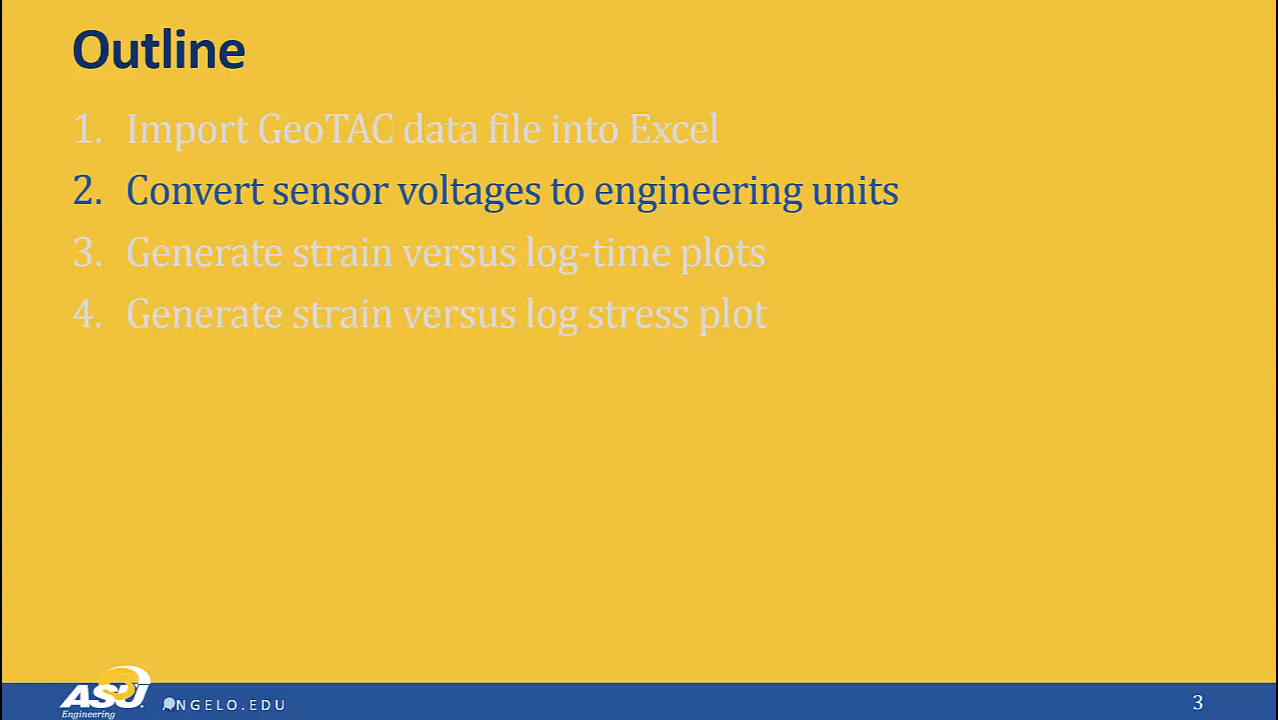 Outline
1. Import GeoTAC data file into Excel
2. Convert sensor voltages to engineering units
3. Generate strain versus log-time plots
4. Generate strain versus log stress plot
ASU
Engineering
ANGELO.EDU
3